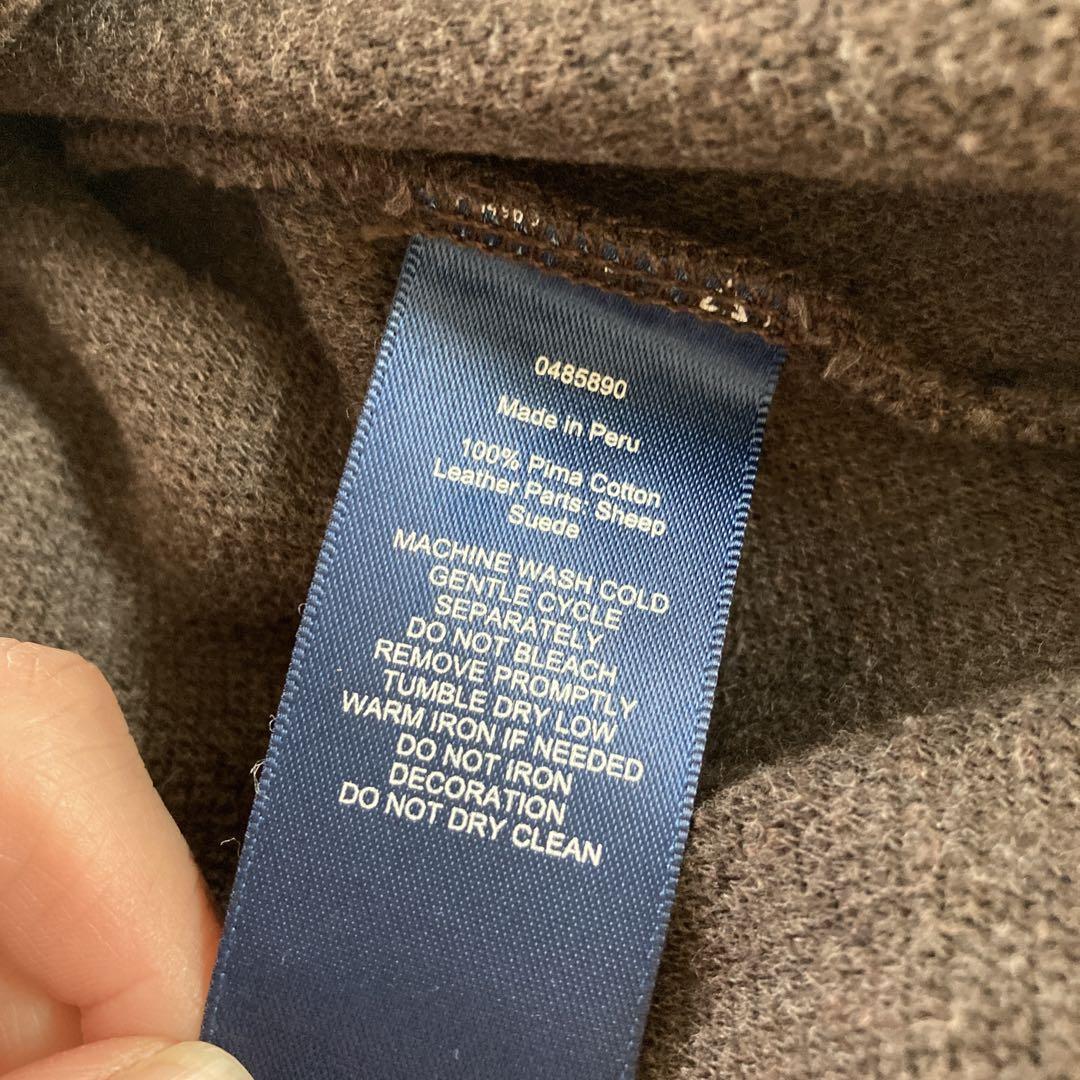 0485890
Made in Peru
100% Pima Cotton
Leather Parts: Sheep
Suede
MACHINE WASH COLD
GENTLE CYCLE
SEPARATELY
DO NOT BLEACH
REMOVE PROMPTLY
TUMBLE DRY LOW
WARM IRON IF NEEDED
DO NOT IRON
DECORATION
DO NOT DRY CLEAN